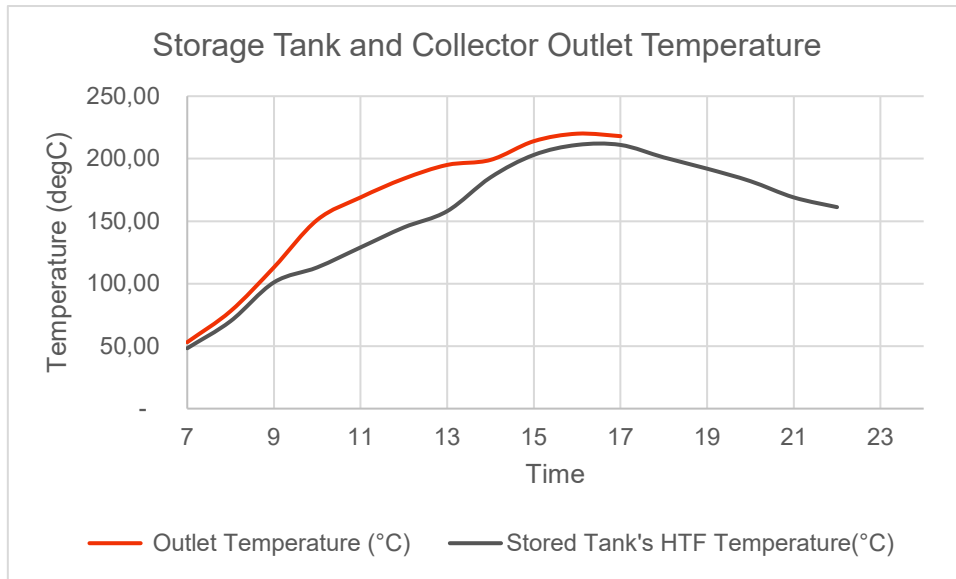 Storage Tank and Collector Outlet Temperature
Temperature (degC)
250,00
200,00
150,00
100,00
50,00
-
7 9 11 13 15 17 19 21 23
Time
Outlet Temperature (°C) Stored Tank's HTF Temperature(°C)